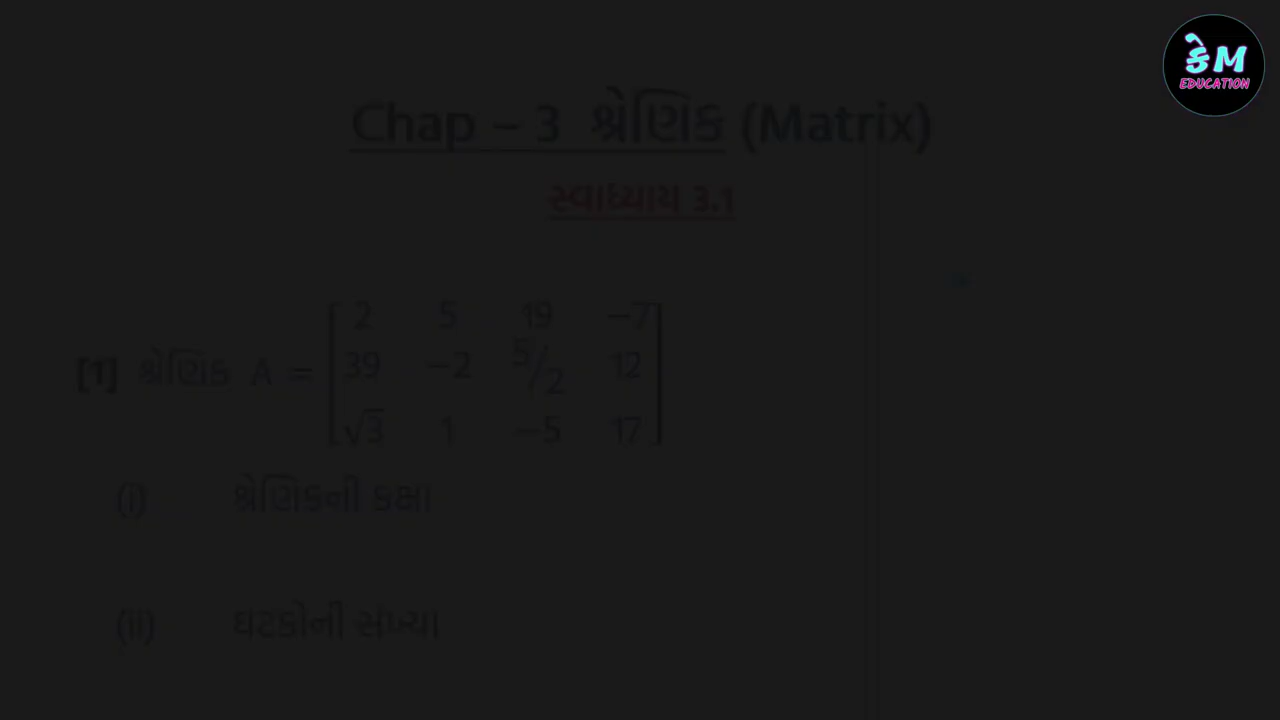 કેM
EDUCATION
Chap – 3 શ્રેણિક (Matrix)
સ્વાધ્યાય 3.1
2 5 19 −7
[1] શ્રેણિક A = 39 −2 5/2 12
√3 1 −5 17
(i) શ્રેણિકની કક્ષા
(ii) ઘટકોની સંખ્યા